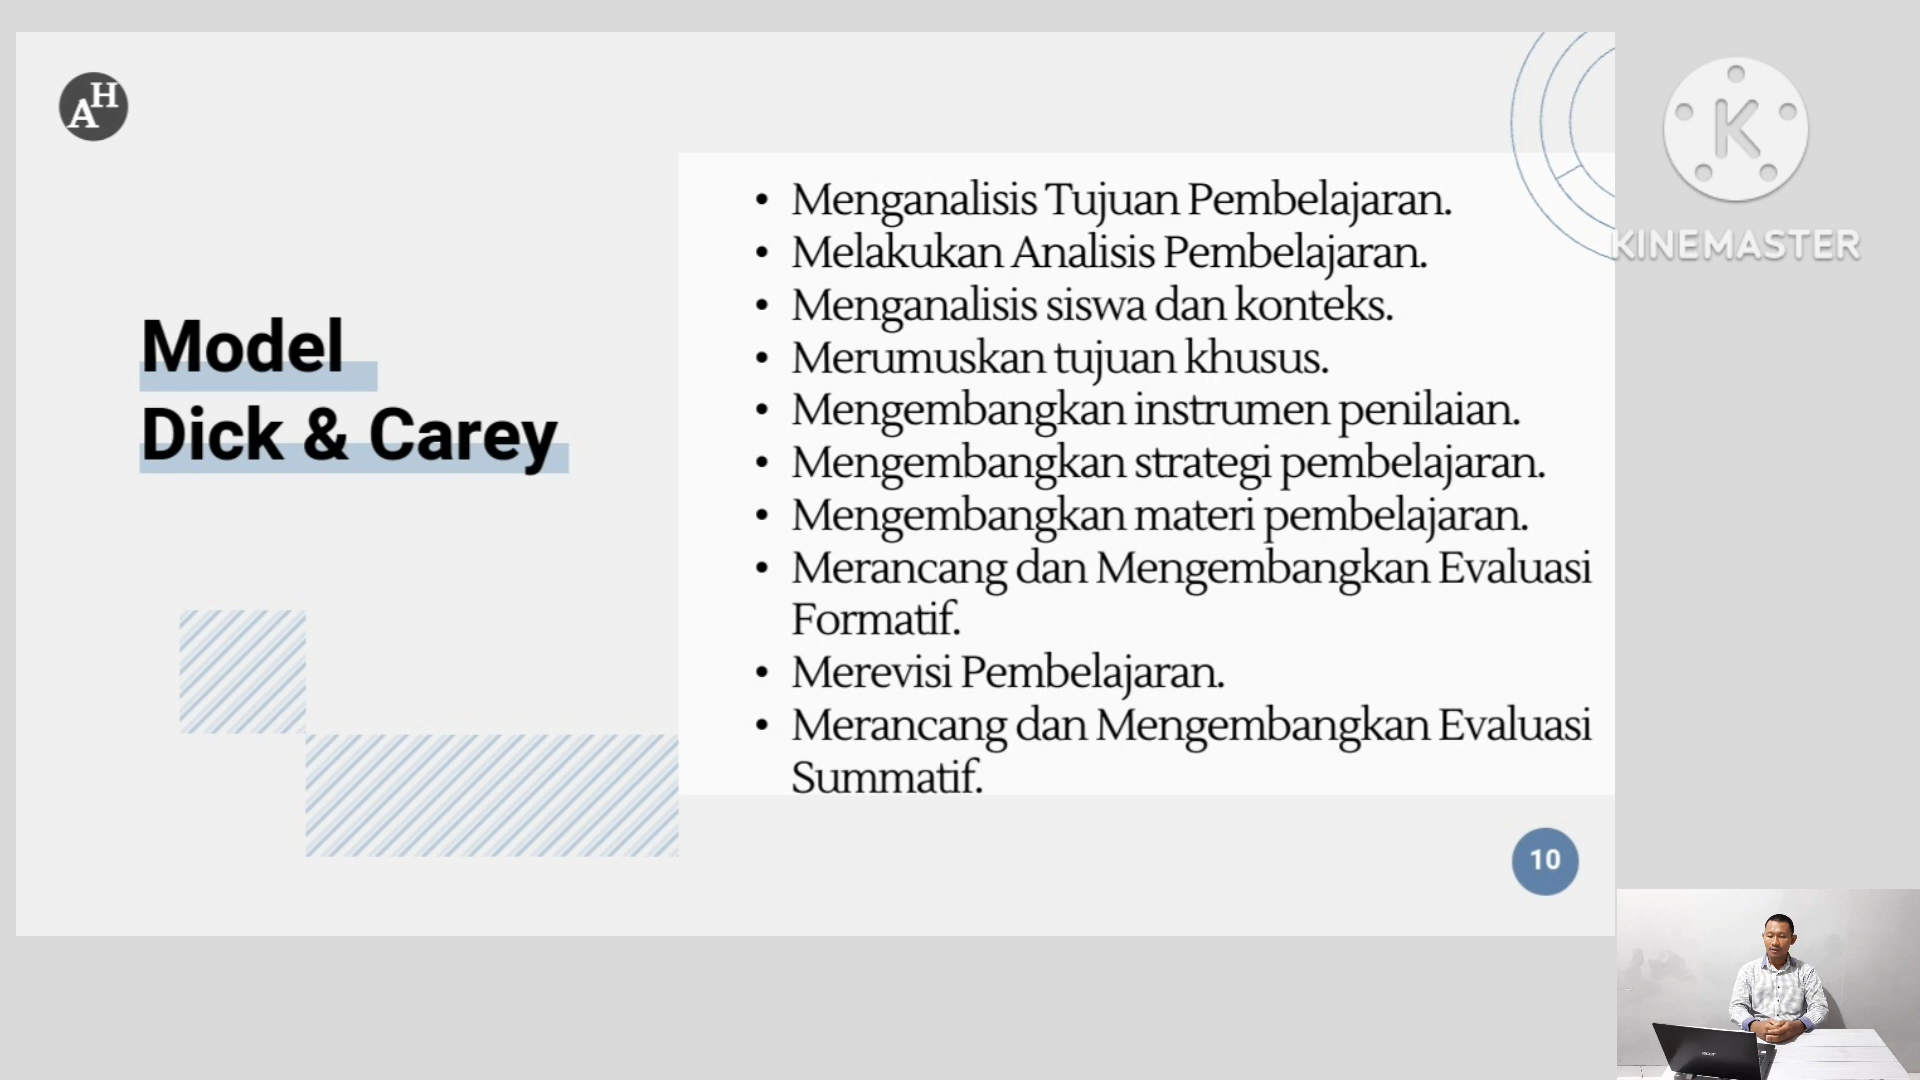 AH
KINEMASTER
Model
Dick & Carey
• Menganalisis Tujuan Pembelajaran.
• Melakukan Analisis Pembelajaran.
• Menganalisis siswa dan konteks.
• Merumuskan tujuan khusus.
• Mengembangkan instrumen penilaian.
• Mengembangkan strategi pembelajaran.
• Mengembangkan materi pembelajaran.
• Merancang dan Mengembangkan Evaluasi
Formatif.
• Merevisi Pembelajaran.
• Merancang dan Mengembangkan Evaluasi
Summatif.
10
acer